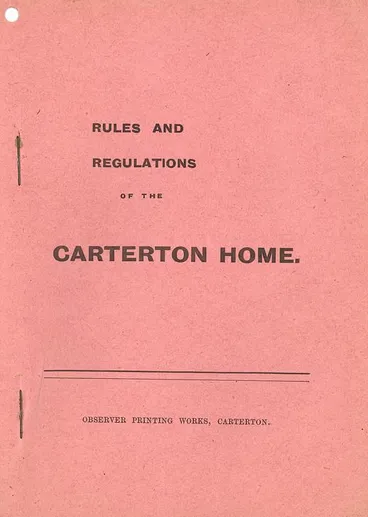 RULES AND
REGULATIONS
OF THE
CARTERTON HOME.
OBSERVER PRINTING WORKS, CARTERTON.